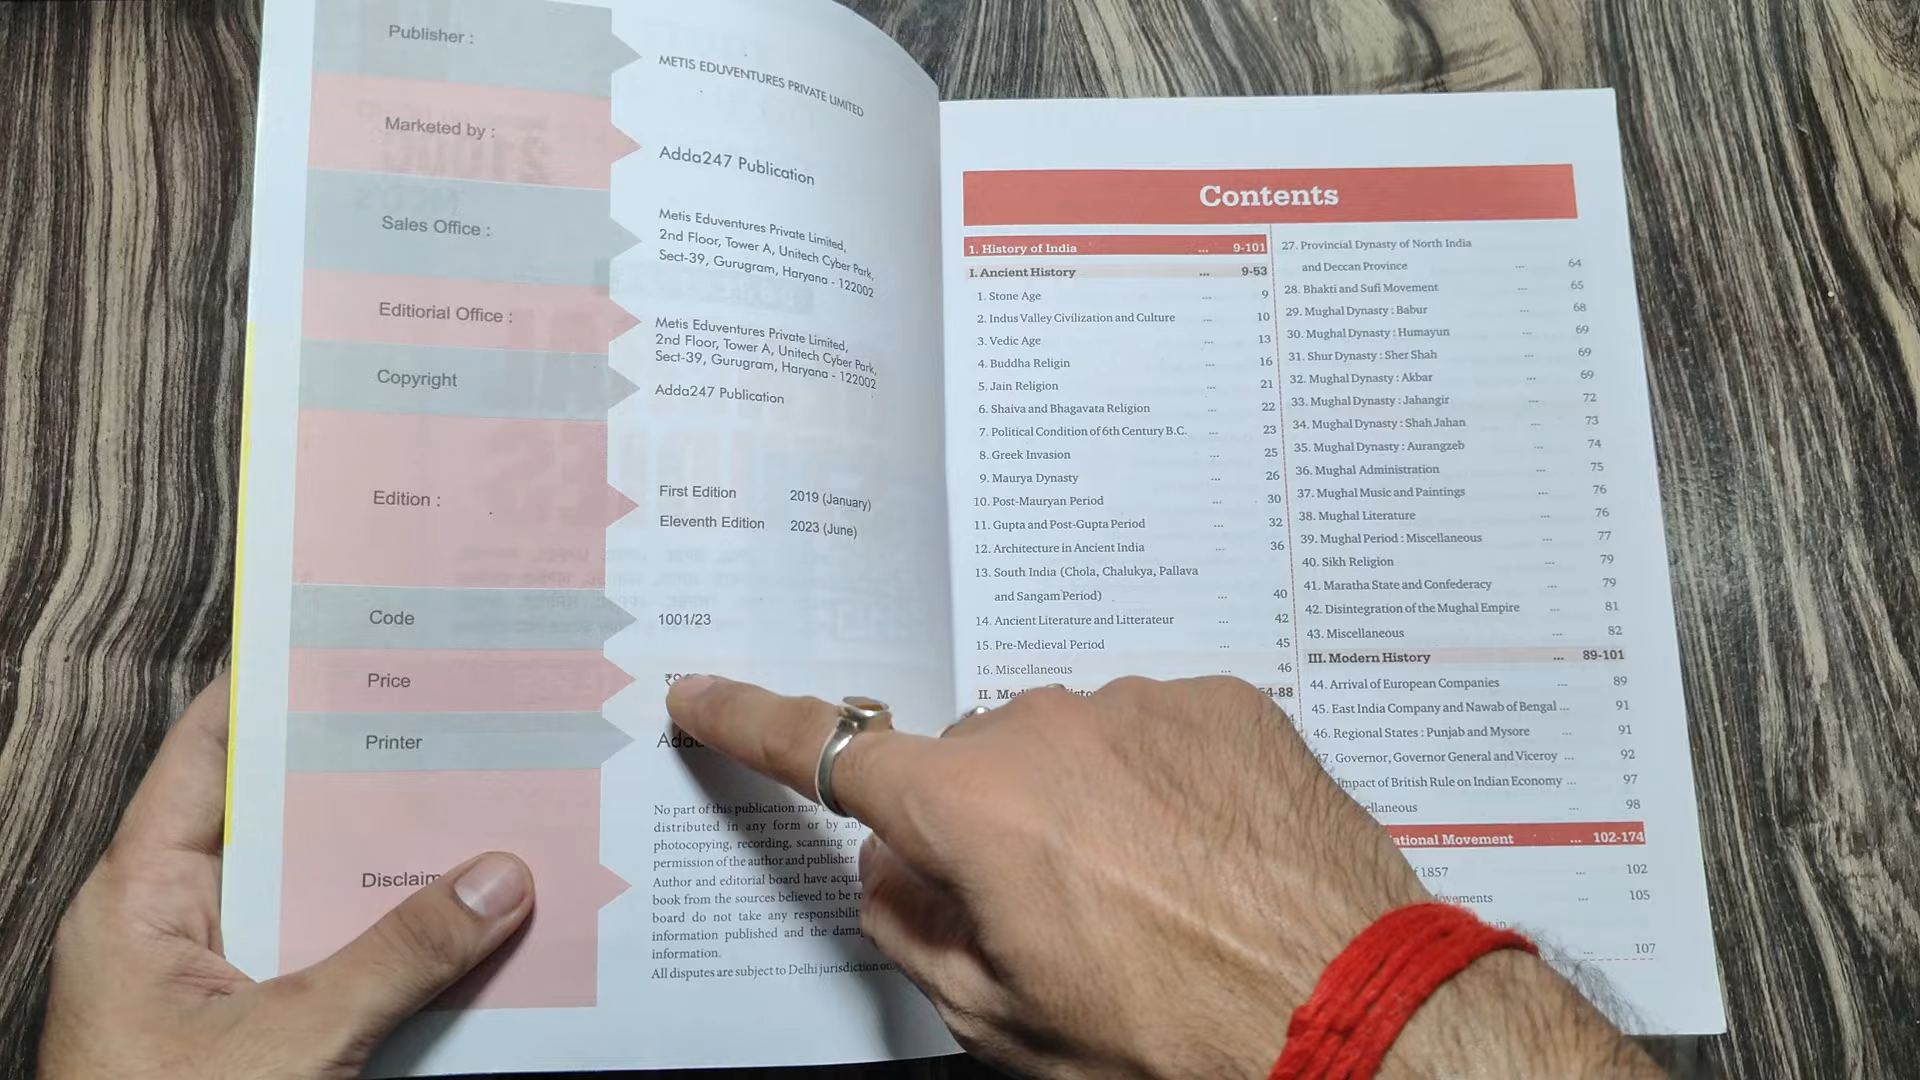 Publisher :
METIS EDUVENTURES PRIVATE LIMITED
Marketed by :
Adda247 Publication
Sales Office :
Metis Eduventures Private Limited,
2nd Floor, Tower A, Unitech Cyber Park,
Sect-39, Gurugram, Haryana - 122002
Editiorial Office :
Metis Eduventures Private Limited,
2nd Floor, Tower A, Unitech Cyber Park,
Sect-39, Gurugram, Haryana - 122002
Copyright
Adda247 Publication
Edition :
First Edition 2019 (January)
Eleventh Edition 2023 (June)
Code
1001/23
Price
Printer
Disclaim
No part of this publication may
distributed in any form or by any
photocopying, recording, scanning or
permission of the author and publisher.
Author and editorial board have
book from the sources believed to be
board do not take any
information published and the
information.
All disputes are subject to Delhi jurisdiction
Contents
1. History of India ... 9-101
I. Ancient History ... 9-53
1. Stone Age ... 9
2. Indus Valley Civilization and Culture ... 10
3. Vedic Age ... 13
4. Buddha Religin ... 16
5. Jain Religion ... 21
6. Shaiva and Bhagavata Religion ... 22
7. Political Condition of 6th Century B.C. ... 23
8. Greek Invasion ... 25
9. Maurya Dynasty ... 26
10. Post-Mauryan Period ... 30
11. Gupta and Post-Gupta Period ... 32
12. Architecture in Ancient India ... 36
13. South India (Chola, Chalukya, Pallava
and Sangam Period) ... 40
14. Ancient Literature and Litterateur ... 42
15. Pre-Medieval Period ... 45
16. Miscellaneous ... 46
II.
27. Provincial Dynasty of North India
and Deccan Province ... 64
28. Bhakti and Sufi Movement ... 65
29. Mughal Dynasty : Babur ... 68
30. Mughal Dynasty : Humayun ... 69
31. Shur Dynasty : Sher Shah ... 69
32. Mughal Dynasty : Akbar ... 69
33. Mughal Dynasty : Jahangir ... 72
34. Mughal Dynasty : Shah Jahan ... 73
35. Mughal Dynasty : Aurangzeb ... 74
36. Mughal Administration ... 75
37. Mughal Music and Paintings ... 76
38. Mughal Literature ... 76
39. Mughal Period : Miscellaneous ... 77
40. Sikh Religion ... 79
41. Maratha State and Confederacy ... 79
42. Disintegration of the Mughal Empire ... 81
43. Miscellaneous ... 82
III. Modern History ... 89-101
44. Arrival of European Companies ... 89
45. East India Company and Nawab of Bengal ... 91
46. Regional States : Punjab and Mysore ... 91
47. Governor, Governor General and Viceroy ... 92
Impact of British Rule on Indian Economy ... 97
... 98
Movement ... 102-174
1857 ... 102
... 105
in
... 107